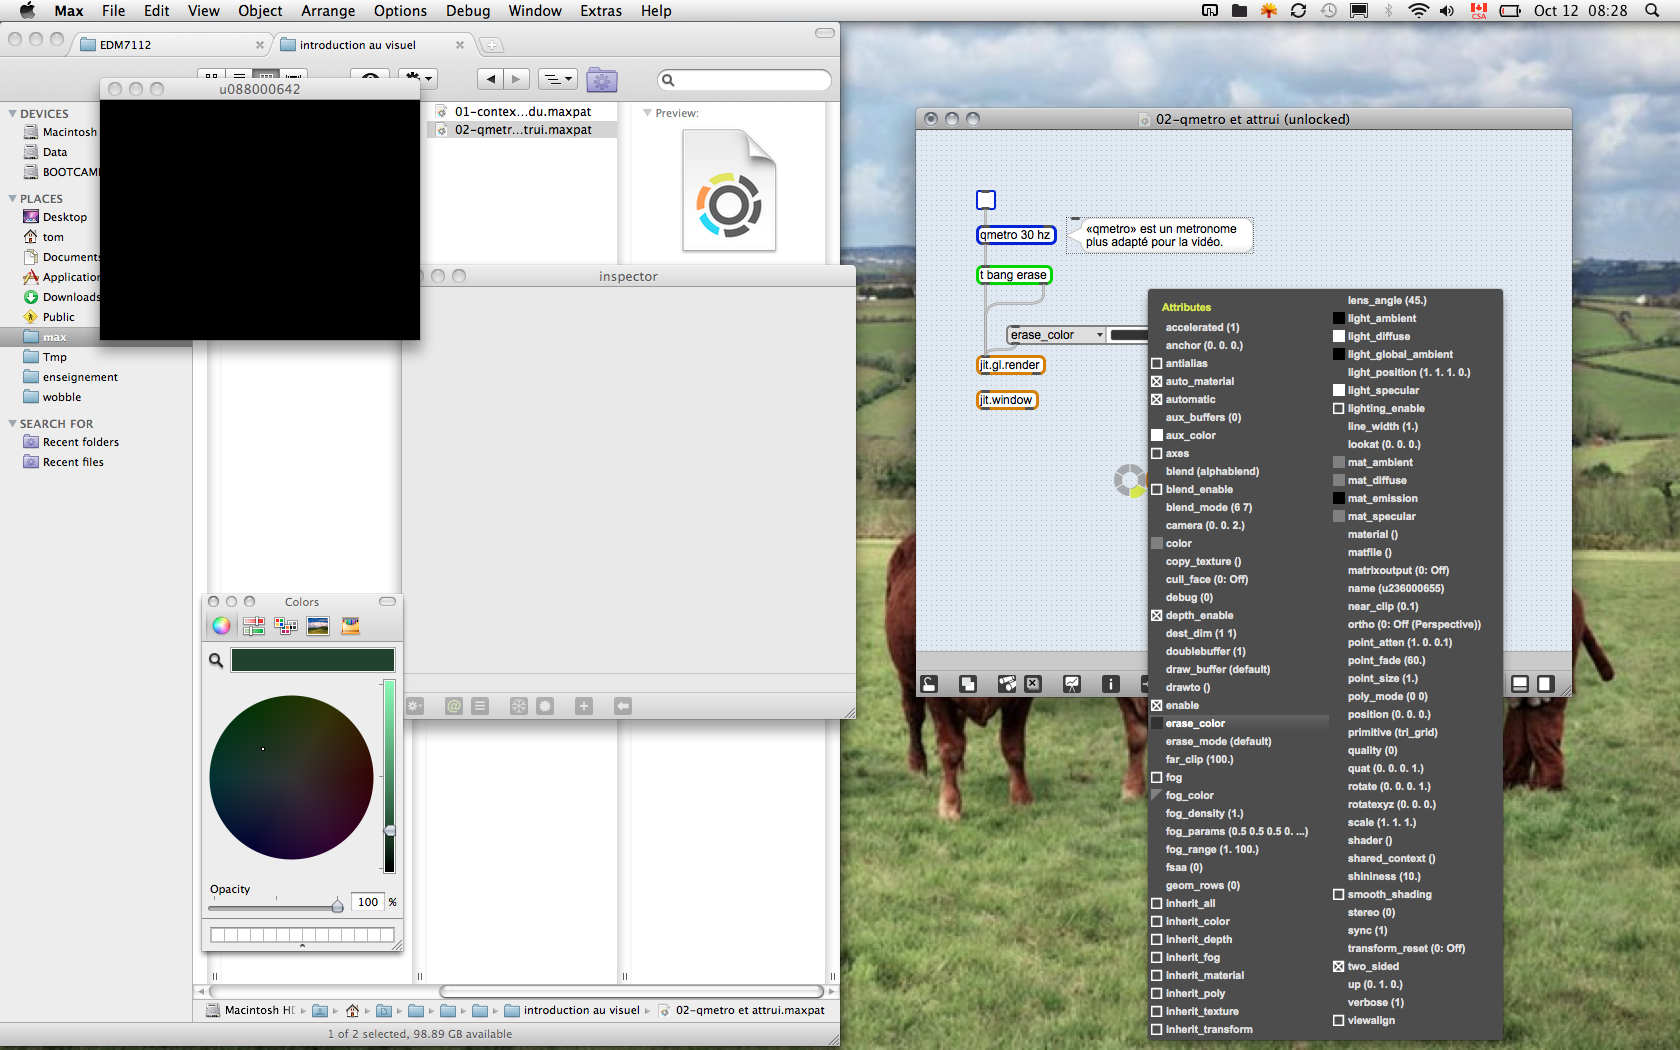 Max File Edit View Object Arrange Options Debug Window Extras Help
CSA
Oct 12 08:28
EDM7112
introduction au visuel
u088000642
DEVICES
Macintosh
Data
BOOTCAM
PLACES
Desktop
tom
Documents
Application
Downloads
Public
max
Tmp
enseignement
wobble
SEARCH FOR
Recent folders
Recent files
01-contex...du.maxpat
02-qmetr...trui.maxpat
Preview:
inspector
Colors
Opacity
100 %
Macintosh H
introduction au visuel
02-qmetro et attrui.maxpat
1 of 2 selected, 98.89 GB available
02-qmetro et attrui (unlocked)
qmetro 30 hz
«qmetro» est un metronome
plus adapté pour la vidéo.
t bang erase
erase_color
jit.gl.render
jit.window
Attributes
accelerated (1)
anchor (0. 0. 0.)
antialias
auto_material
automatic
aux_buffers (0)
aux_color
axes
blend (alphablend)
blend_enable
blend_mode (6 7)
camera (0. 0. 2.)
color
copy_texture ()
cull_face (0: Off)
debug (0)
depth_enable
dest_dim (1 1)
doublebuffer (1)
draw_buffer (default)
drawto ()
enable
erase_color
erase_mode (default)
far_clip (100.)
fog
fog_color
fog_density (1.)
fog_params (0.5 0.5 0.5 0. ...)
fog_range (1. 100.)
fsaa (0)
geom_rows (0)
inherit_all
inherit_color
inherit_depth
inherit_fog
inherit_material
inherit_poly
inherit_texture
inherit_transform
lens_angle (45.)
light_ambient
light_diffuse
light_global_ambient
light_position (1. 1. 1. 0.)
light_specular
lighting_enable
line_width (1.)
lookat (0. 0. 0.)
mat_ambient
mat_diffuse
mat_emission
mat_specular
material ()
matfile ()
matrixoutput (0: Off)
name (u236000655)
near_clip (0.1)
ortho (0: Off (Perspective))
point_atten (1. 0. 0.1)
point_fade (60.)
point_size (1.)
poly_mode (0 0)
position (0. 0. 0.)
primitive (tri_grid)
quality (0)
quat (0. 0. 0. 1.)
rotate (0. 0. 0. 1.)
rotatexyz (0. 0. 0.)
scale (1. 1. 1.)
shader ()
shared_context ()
shininess (10.)
smooth_shading
stereo (0)
sync (1)
transform_reset (0: Off)
two_sided
up (0. 1. 0.)
verbose (1)
viewalign